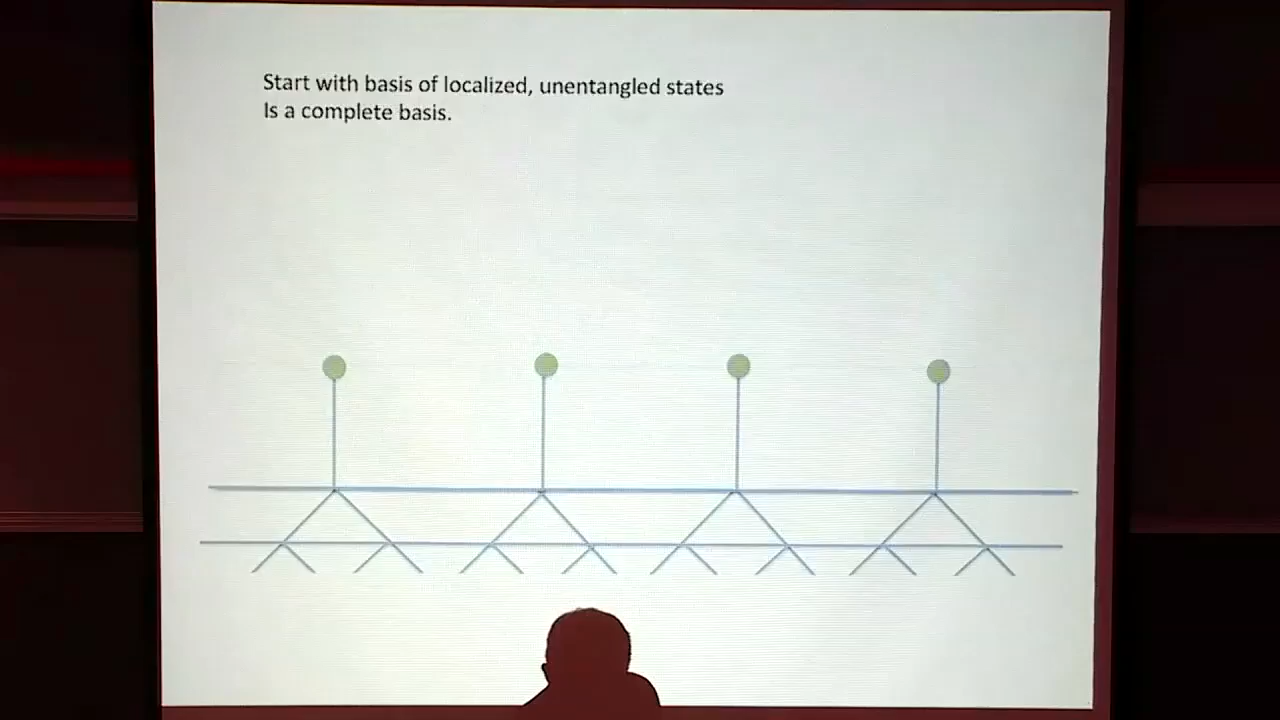 Start with basis of localized, unentangled states
Is a complete basis.